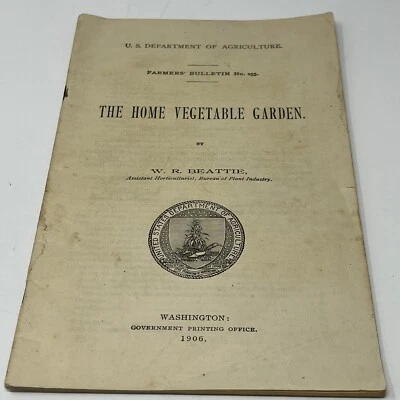 U. S. DEPARTMENT OF AGRICULTURE.
FARMERS' BULLETIN No. 255.
THE HOME VEGETABLE GARDEN.
BY
W. R. BEATTIE,
Assistant Horticulturist, Bureau of Plant Industry.
UNITED STATES DEPARTMENT OF AGRICULTURE
WASHINGTON:
GOVERNMENT PRINTING OFFICE.
1906.